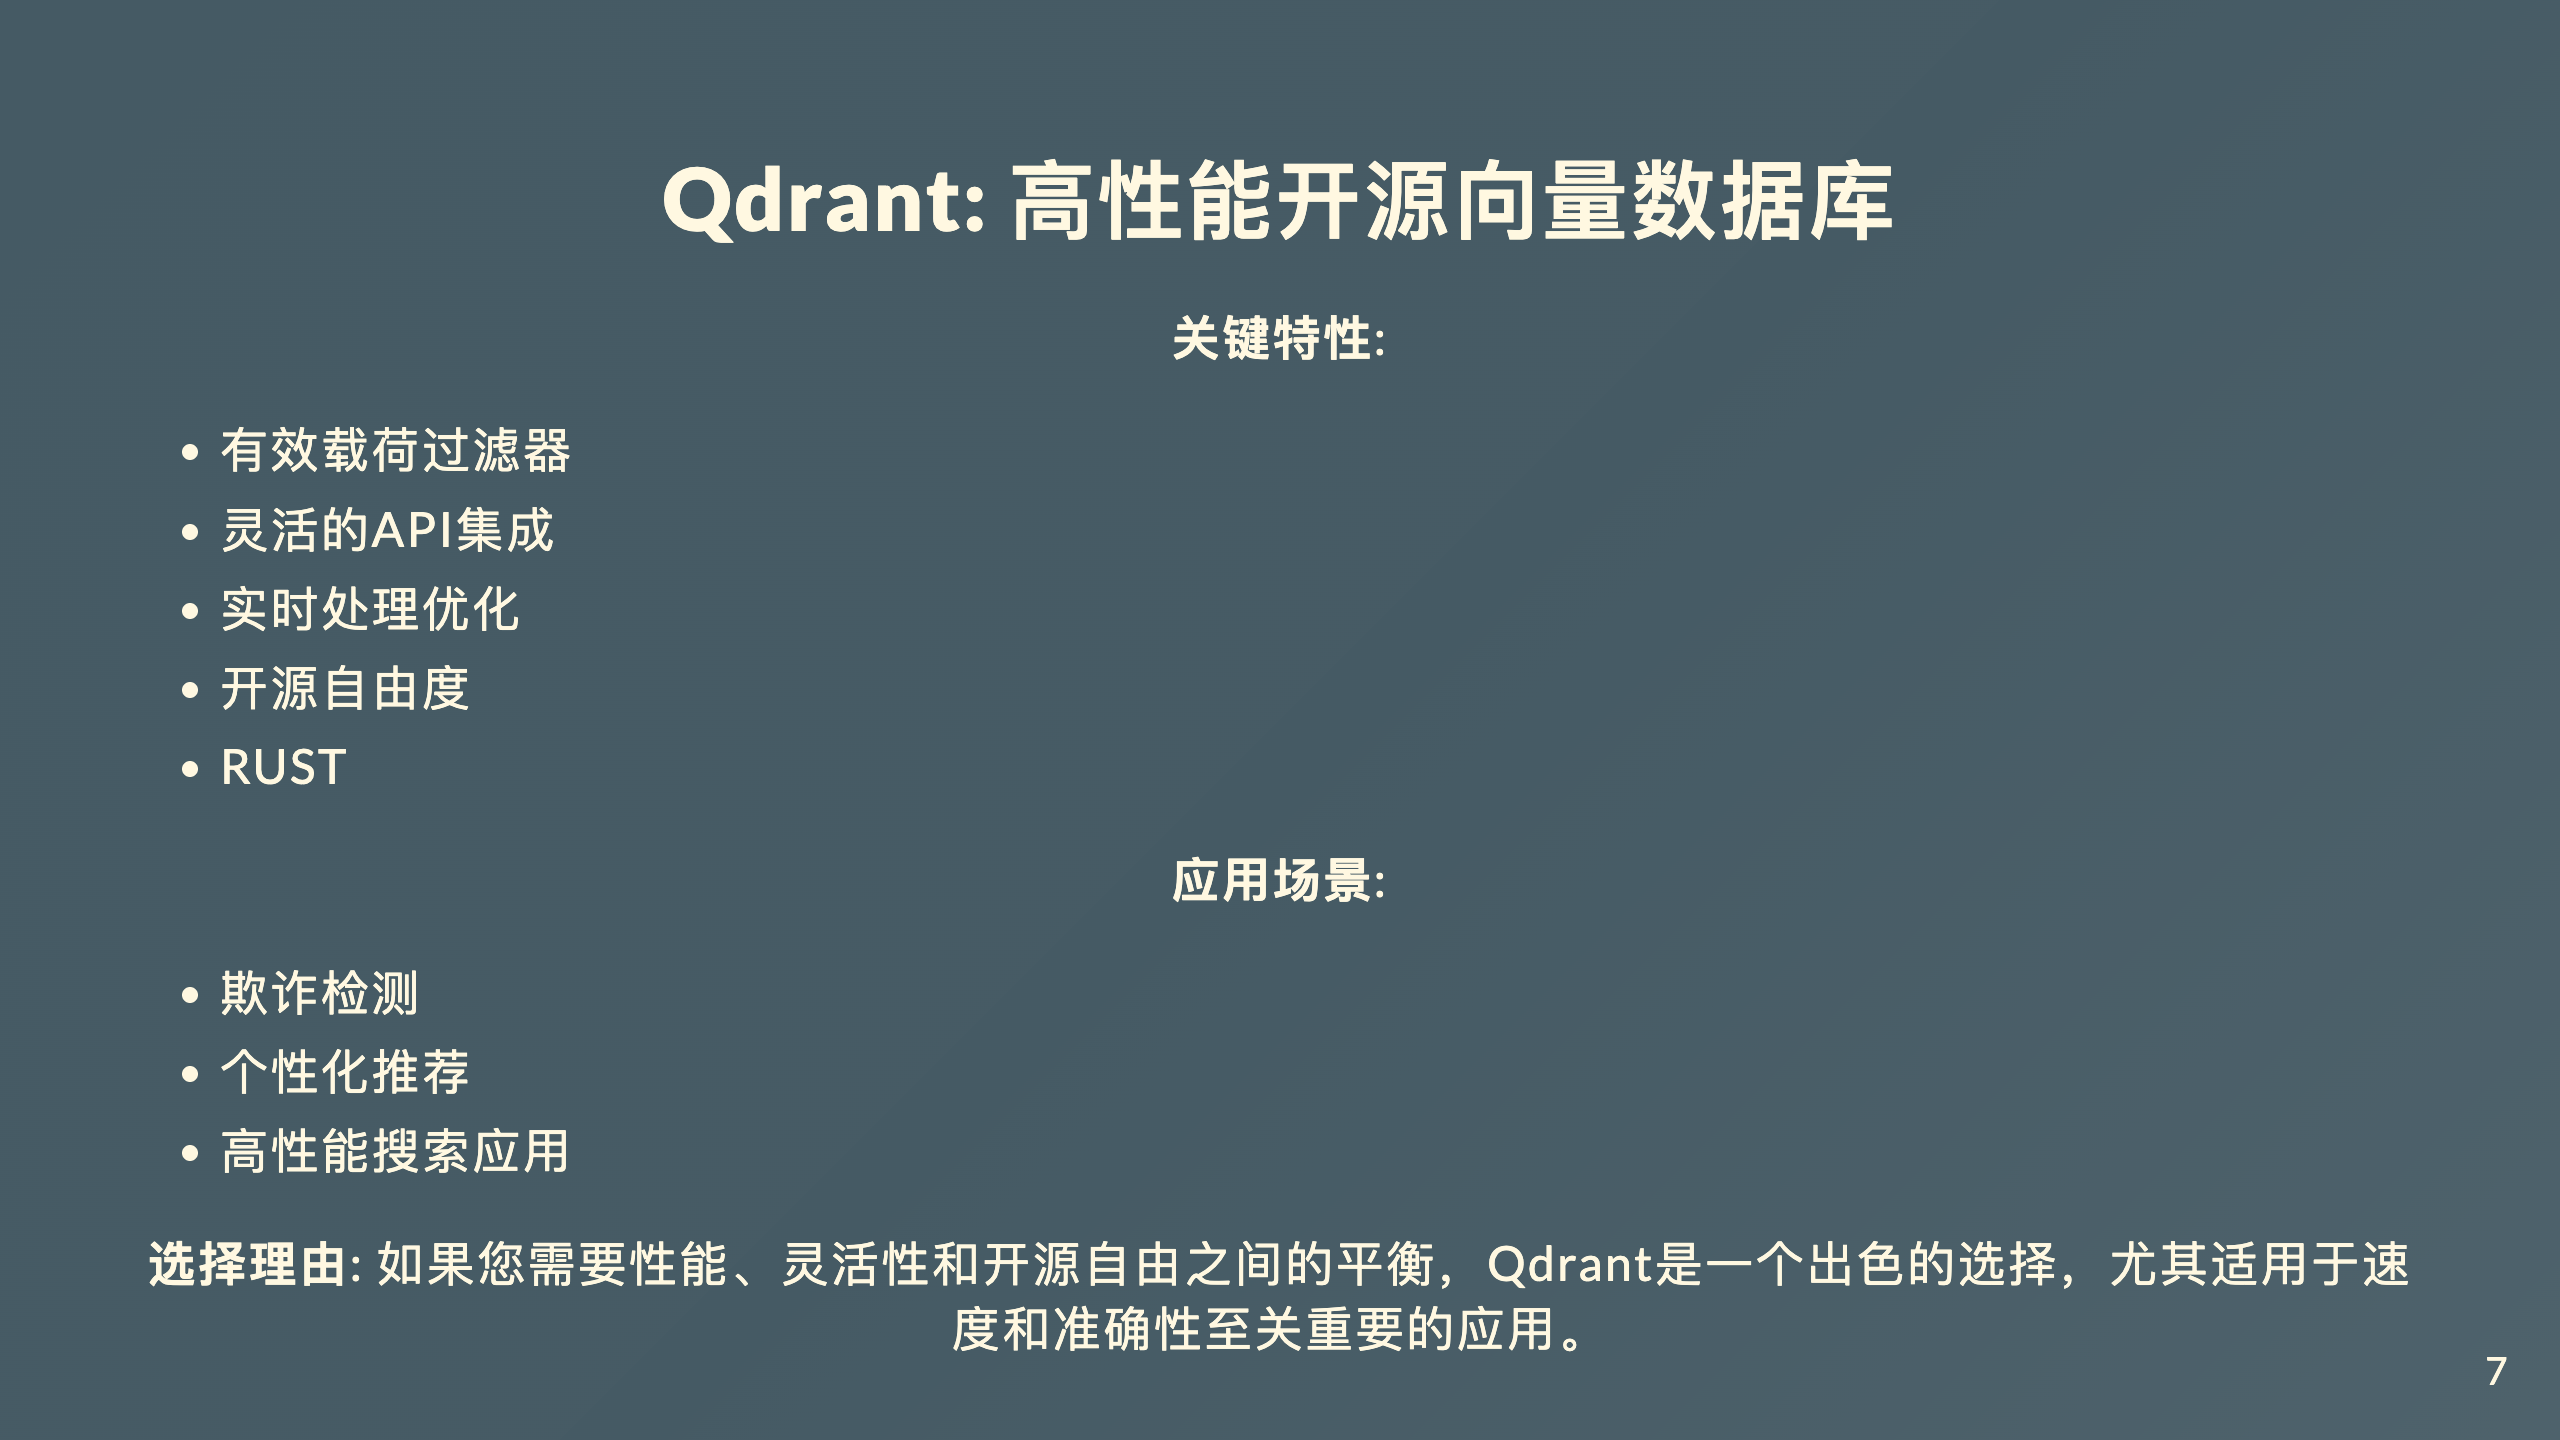 Qdrant: 高性能开源向量数据库
关键特性:
• 有效载荷过滤器
• 灵活的API集成
• 实时处理优化
• 开源自由度
• RUST
应用场景:
• 欺诈检测
• 个性化推荐
• 高性能搜索应用
选择理由: 如果您需要性能、灵活性和开源自由之间的平衡，Qdrant是一个出色的选择，尤其适用于速
度和准确性至关重要的应用。
7